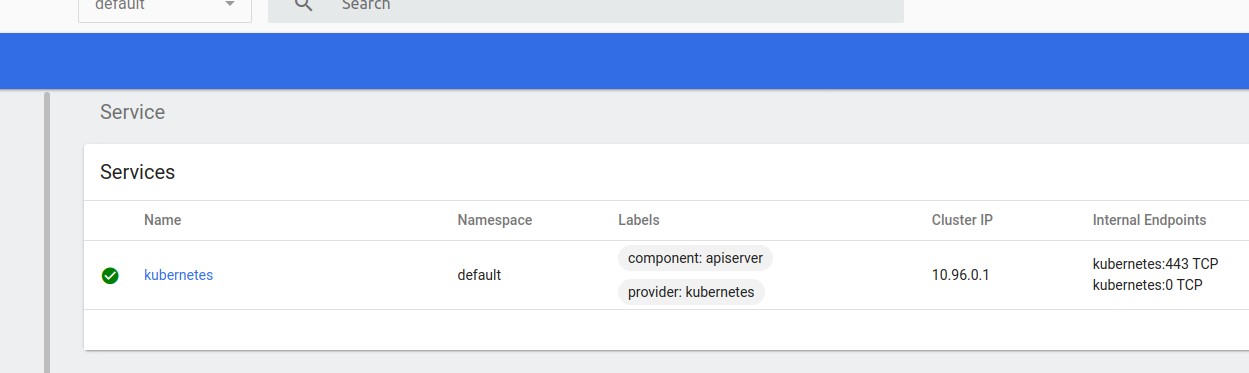 default Search
Service
Services
Name Namespace Labels Cluster IP Internal Endpoints
kubernetes default component: apiserver 10.96.0.1 kubernetes:443 TCP
provider: kubernetes kubernetes:0 TCP